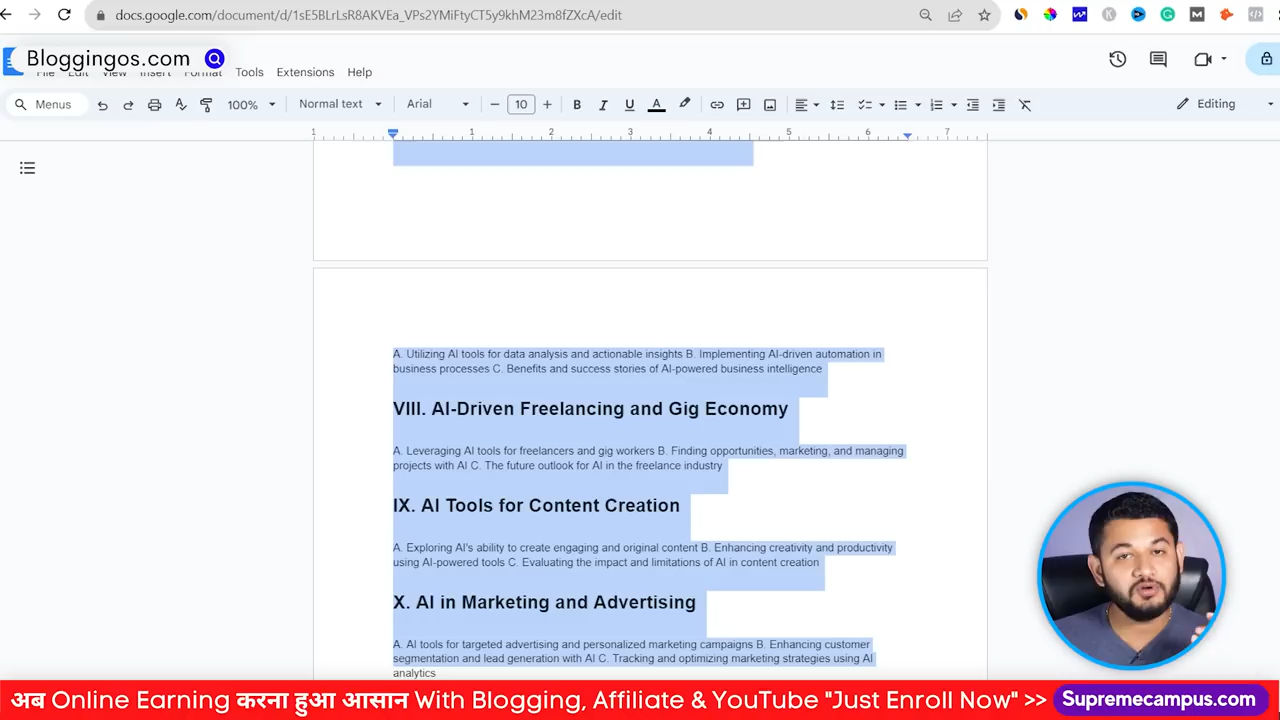 docs.google.com/document/d/1sE5BLrLsR8AKVEa_VPs2YMiFtyCT5y9khM23m8fZXcA/edit
Bloggingos.com
File Edit View Insert Format Tools Extensions Help
Menus 100% Normal text Arial 10 B I U A Editing
1 1 2 3 4 5 6 7
A. Utilizing AI tools for data analysis and actionable insights B. Implementing AI-driven automation in
business processes C. Benefits and success stories of AI-powered business intelligence
VIII. AI-Driven Freelancing and Gig Economy
A. Leveraging AI tools for freelancers and gig workers B. Finding opportunities, marketing, and managing
projects with AI C. The future outlook for AI in the freelance industry
IX. AI Tools for Content Creation
A. Exploring AI's ability to create engaging and original content B. Enhancing creativity and productivity
using AI-powered tools C. Evaluating the impact and limitations of AI in content creation
X. AI in Marketing and Advertising
A. AI tools for targeted advertising and personalized marketing campaigns B. Enhancing customer
segmentation and lead generation with AI C. Tracking and optimizing marketing strategies using AI
analytics
अब Online Earning करना हुआ आसान With Blogging, Affiliate & YouTube "Just Enroll Now" >> Supremecampus.com